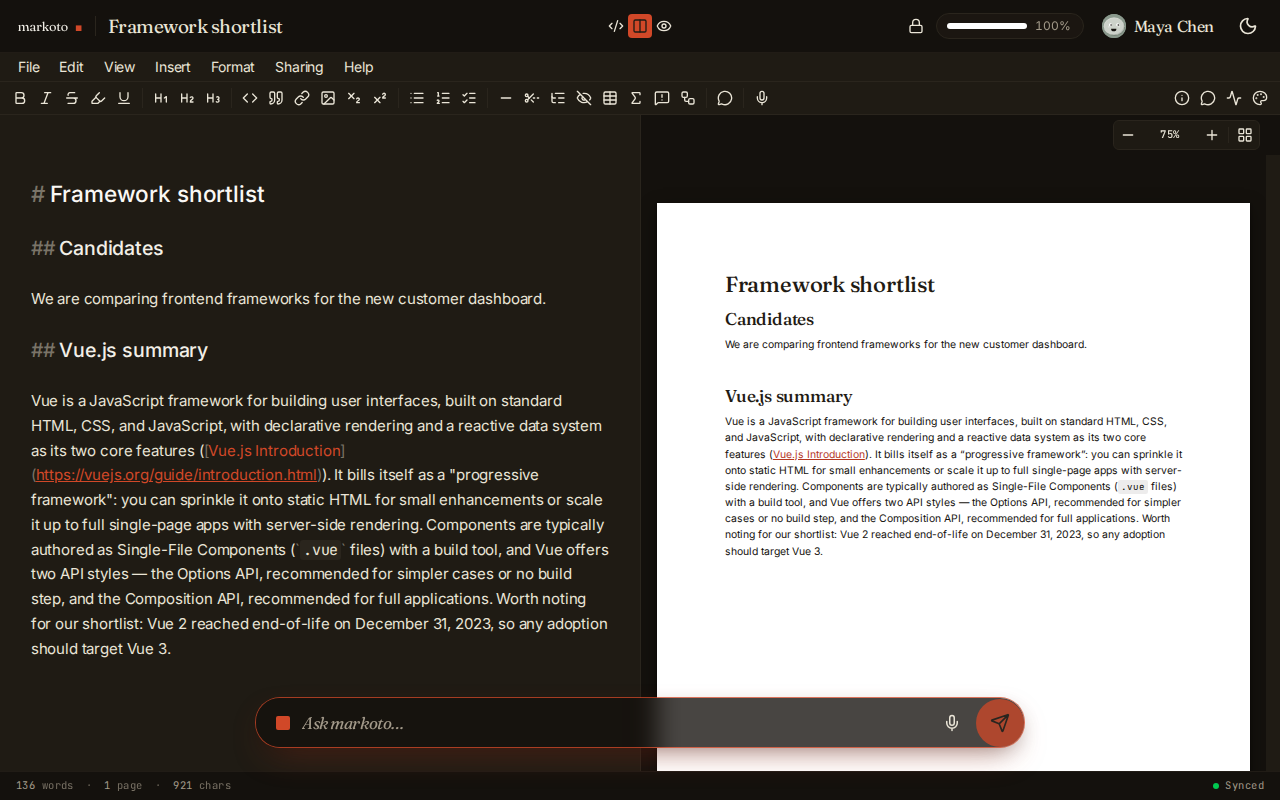 markoto
Framework shortlist
100%
Maya Chen
File Edit View Insert Format Sharing Help
H1 H2 H3
75%
# Framework shortlist
## Candidates
We are comparing frontend frameworks for the new customer dashboard.
## Vue.js summary
Vue is a JavaScript framework for building user interfaces, built on standard
HTML, CSS, and JavaScript, with declarative rendering and a reactive data system
as its two core features ([Vue.js Introduction]
(https://vuejs.org/guide/introduction.html)). It bills itself as a "progressive
framework": you can sprinkle it onto static HTML for small enhancements or scale
it up to full single-page apps with server-side rendering. Components are typically
authored as Single-File Components (`.vue` files) with a build tool, and Vue offers
two API styles — the Options API, recommended for simpler cases or no build
step, and the Composition API, recommended for full applications. Worth noting
for our shortlist: Vue 2 reached end-of-life on December 31, 2023, so any adoption
should target Vue 3.
Framework shortlist
Candidates
We are comparing frontend frameworks for the new customer dashboard.
Vue.js summary
Vue is a JavaScript framework for building user interfaces, built on standard HTML, CSS,
and JavaScript, with declarative rendering and a reactive data system as its two core
features (Vue.js Introduction). It bills itself as a “progressive framework”: you can sprinkle it
onto static HTML for small enhancements or scale it up to full single-page apps with server-
side rendering. Components are typically authored as Single-File Components (.vue files)
with a build tool, and Vue offers two API styles — the Options API, recommended for simpler
cases or no build step, and the Composition API, recommended for full applications. Worth
noting for our shortlist: Vue 2 reached end-of-life on December 31, 2023, so any adoption
should target Vue 3.
Ask markoto...
136 words · 1 page · 921 chars
Synced